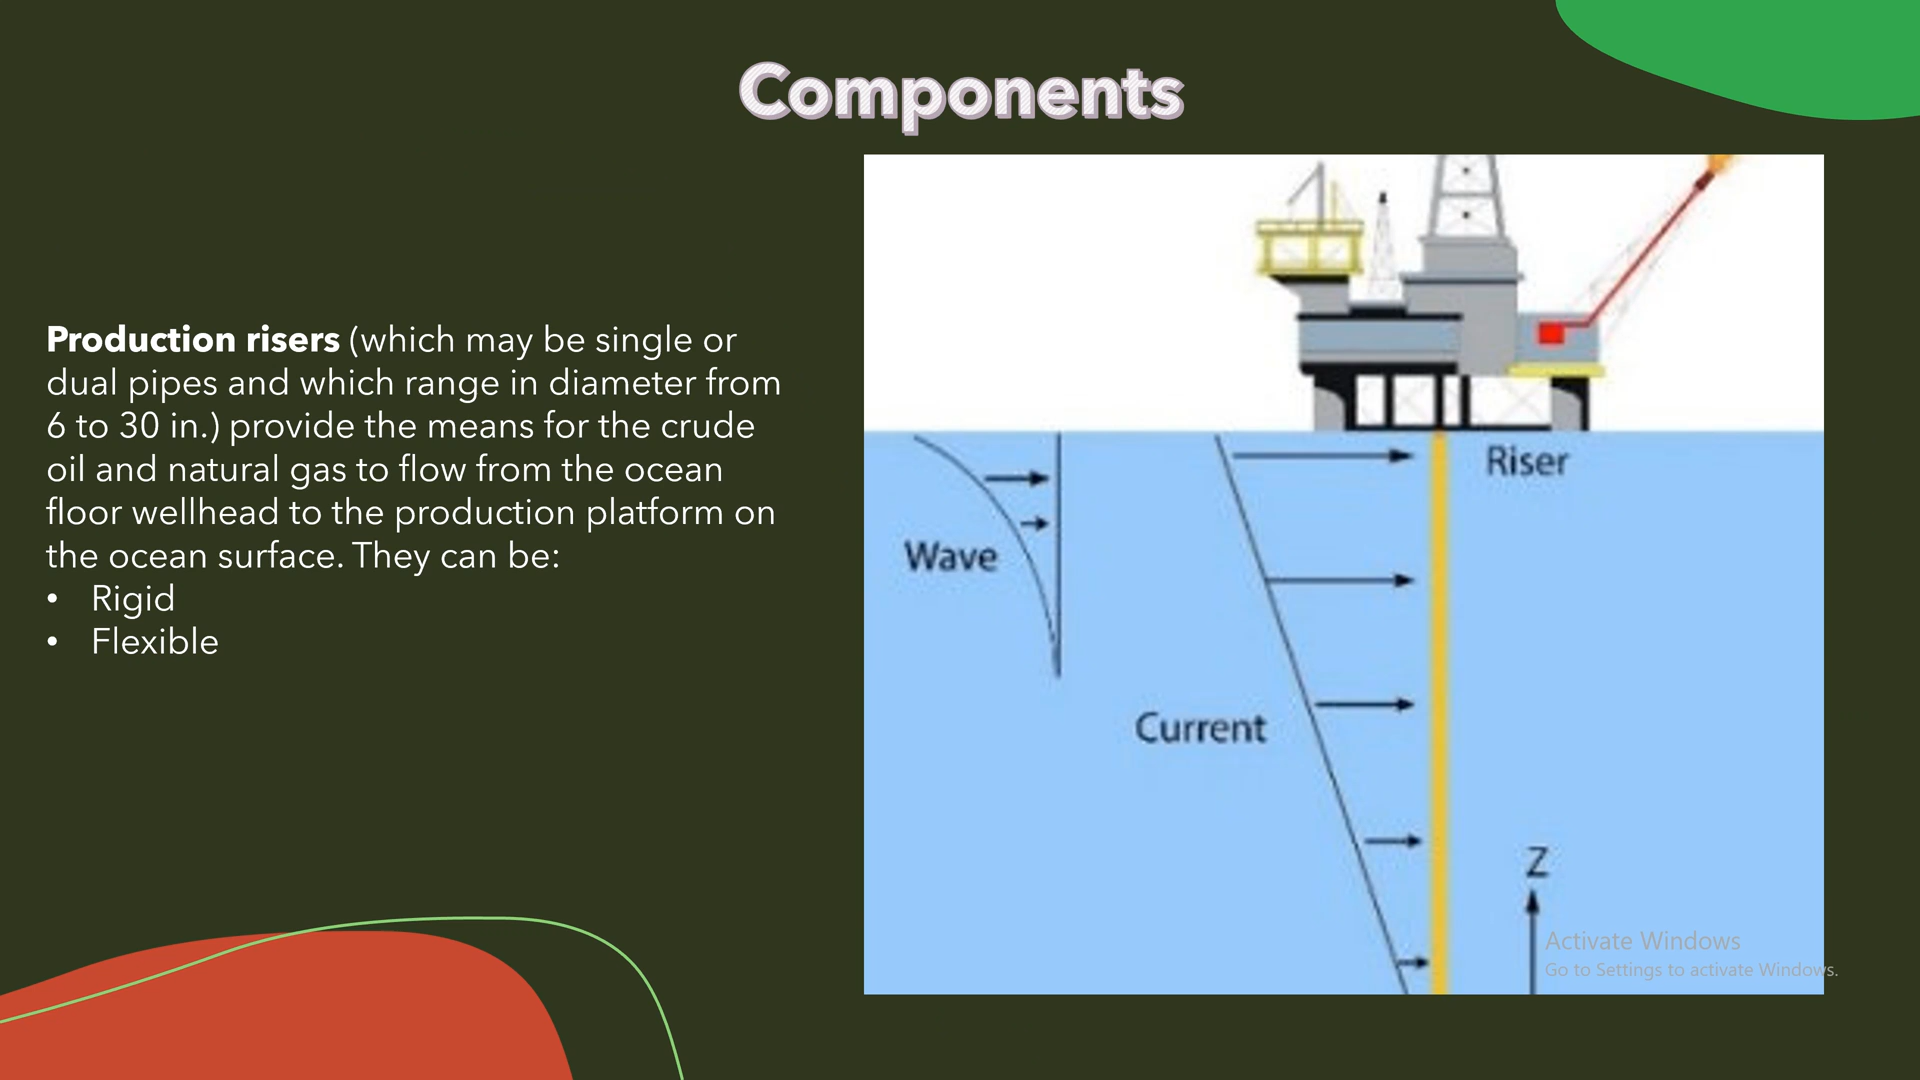 Components
Production risers (which may be single or
dual pipes and which range in diameter from
6 to 30 in.) provide the means for the crude
oil and natural gas to flow from the ocean
floor wellhead to the production platform on
the ocean surface. They can be:
• Rigid
• Flexible
Riser
Wave
Current
Z
Activate Windows
Go to Settings to activate Windows.